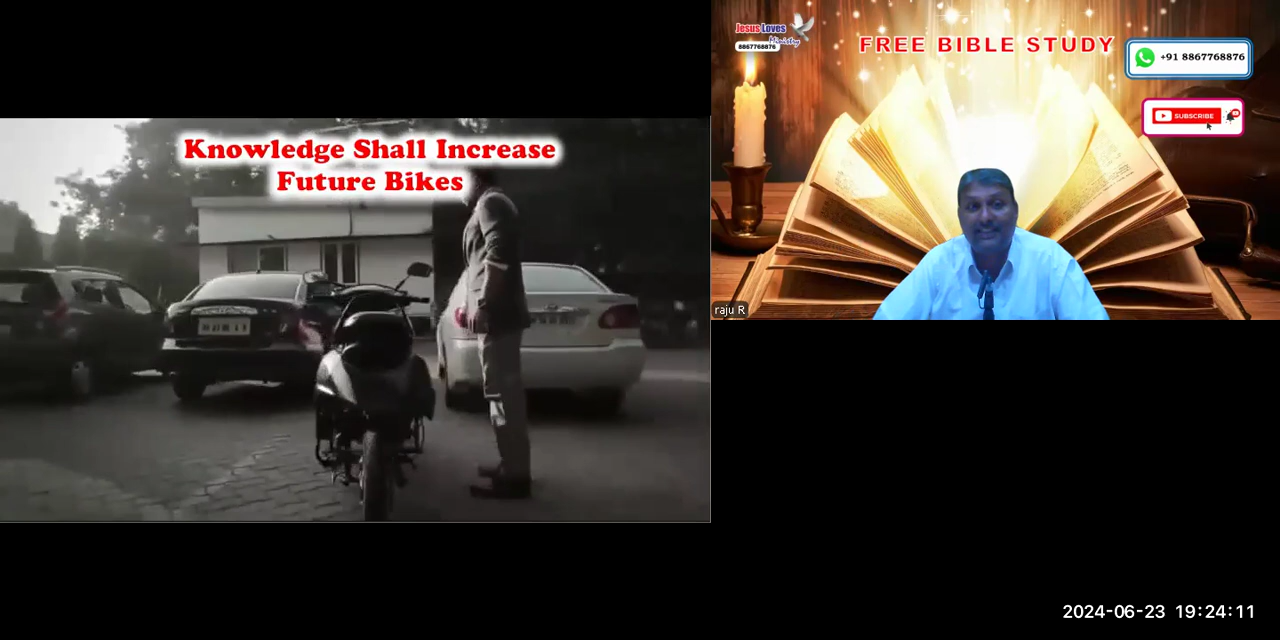 Knowledge Shall Increase
Future Bikes
Jesus Loves
Ministry
8867768876
FREE BIBLE STUDY
+91 8867768876
SUBSCRIBE
raju R
2024-06-23 19:24:11